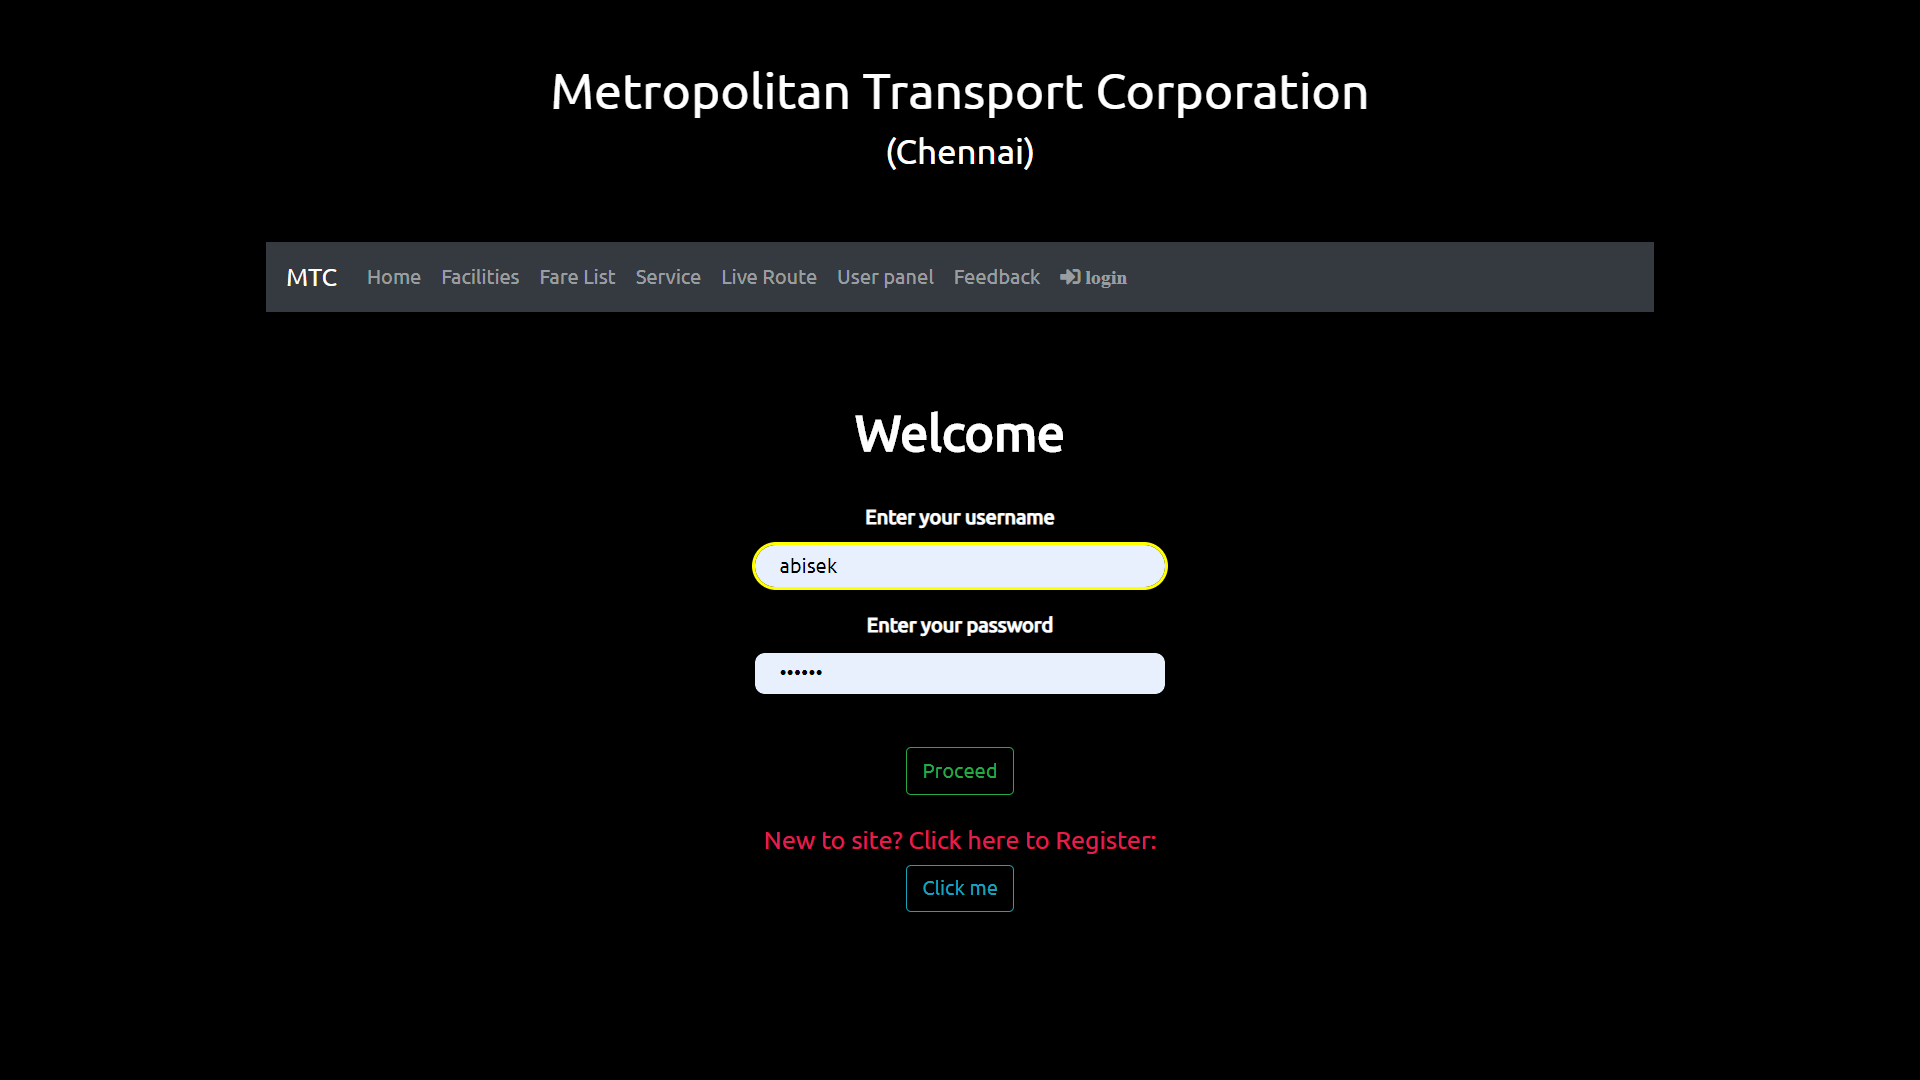 Metropolitan Transport Corporation
(Chennai)
MTC Home Facilities Fare List Service Live Route User panel Feedback login
Welcome
Enter your username
abisek
Enter your password
••••••
Proceed
New to site? Click here to Register:
Click me